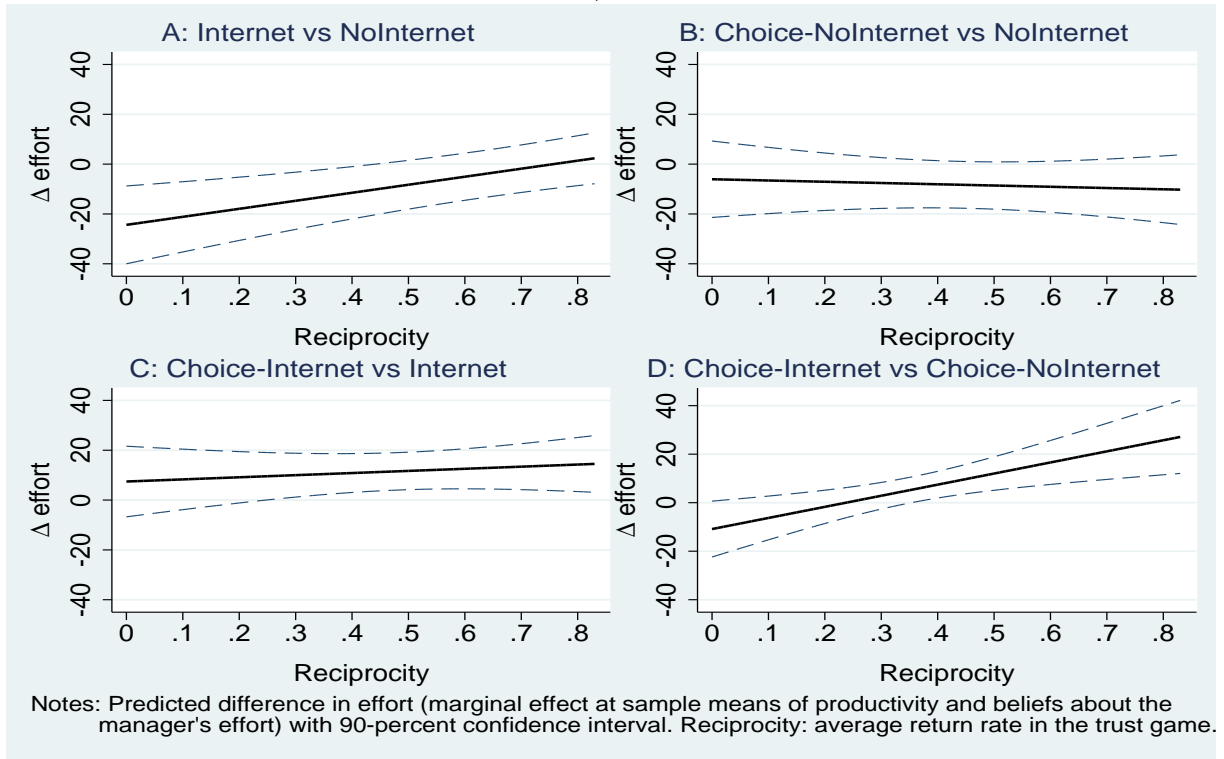 A: Internet vs NoInternet
40
20
0
-20
-40
Δ effort
0 .1 .2 .3 .4 .5 .6 .7 .8
Reciprocity
B: Choice-NoInternet vs NoInternet
40
20
0
-20
-40
Δ effort
0 .1 .2 .3 .4 .5 .6 .7 .8
Reciprocity
C: Choice-Internet vs Internet
40
20
0
-20
-40
Δ effort
0 .1 .2 .3 .4 .5 .6 .7 .8
Reciprocity
D: Choice-Internet vs Choice-NoInternet
40
20
0
-20
-40
Δ effort
0 .1 .2 .3 .4 .5 .6 .7 .8
Reciprocity
Notes: Predicted difference in effort (marginal effect at sample means of productivity and beliefs about the
manager's effort) with 90-percent confidence interval. Reciprocity: average return rate in the trust game.